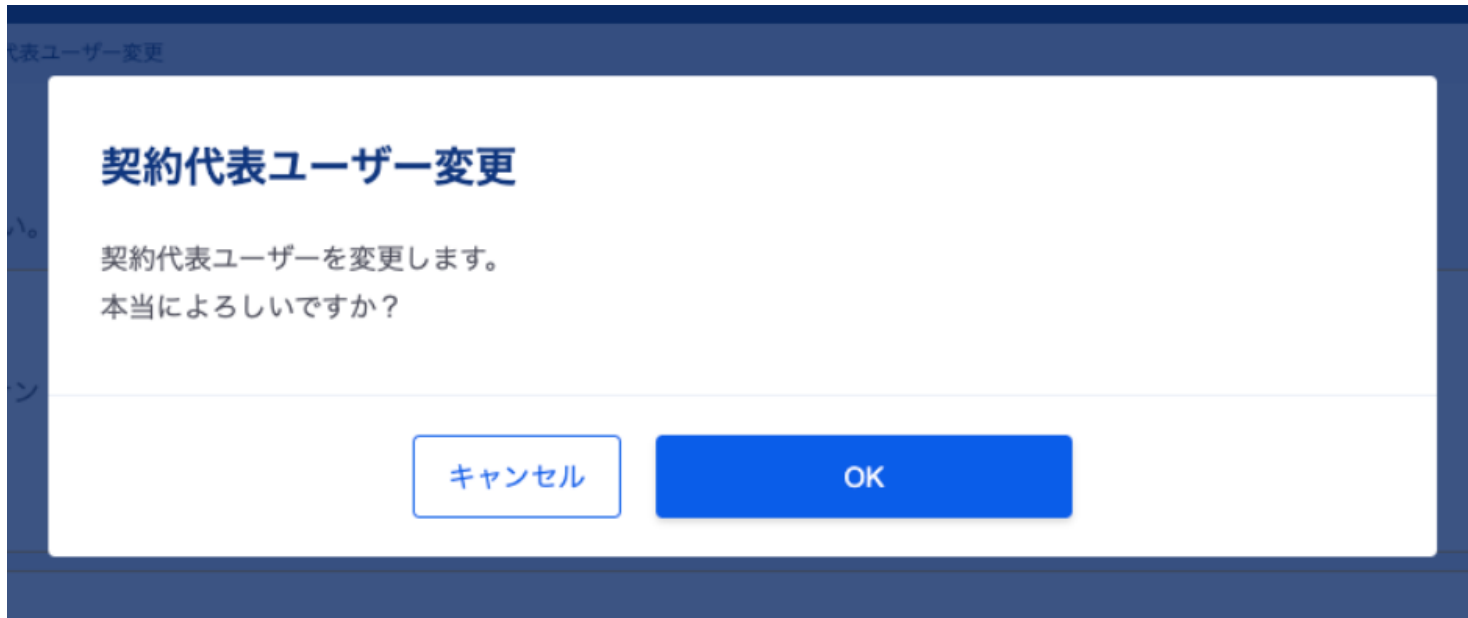 代表ユーザー変更
契約代表ユーザー変更
い。
契約代表ユーザーを変更します。
本当によろしいですか？
ン
キャンセル
OK